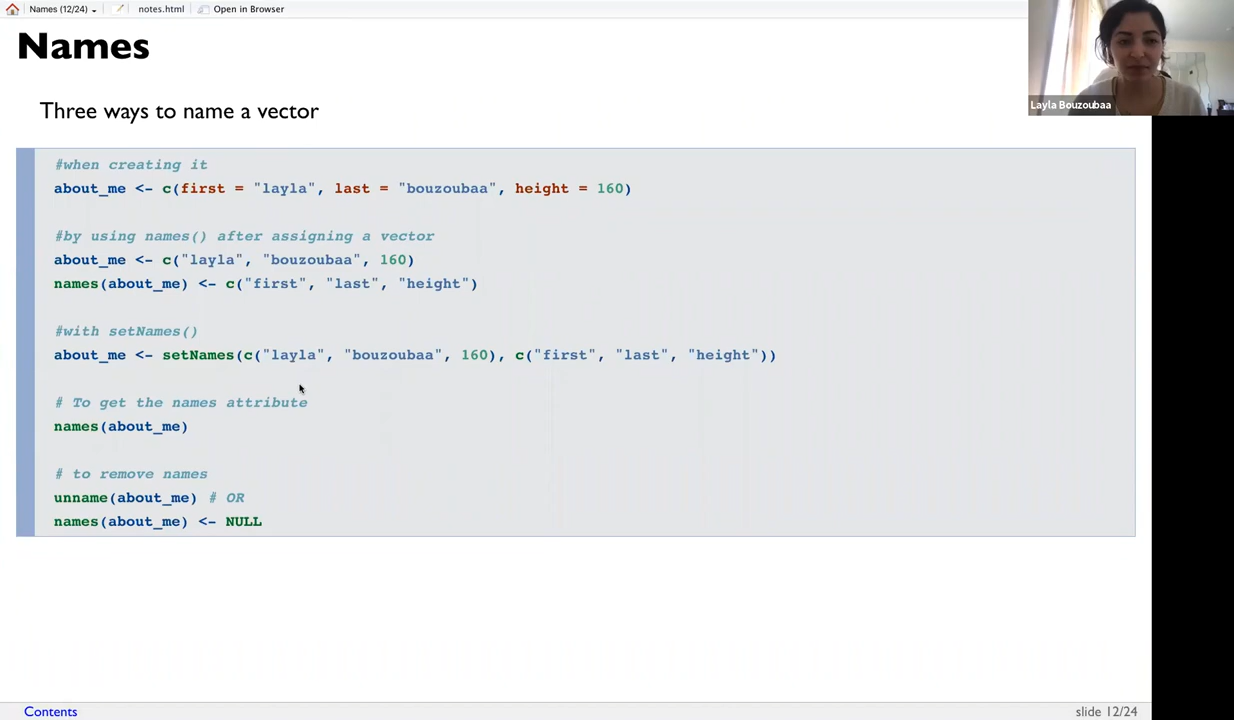 Names (12/24) notes.html Open in Browser
Names
Layla Bouzoubaa
Three ways to name a vector
#when creating it
about_me <- c(first = "layla", last = "bouzoubaa", height = 160)
#by using names() after assigning a vector
about_me <- c("layla", "bouzoubaa", 160)
names(about_me) <- c("first", "last", "height")
#with setNames()
about_me <- setNames(c("layla", "bouzoubaa", 160), c("first", "last", "height"))
# To get the names attribute
names(about_me)
# to remove names
unname(about_me) # OR
names(about_me) <- NULL
Contents
slide 12/24